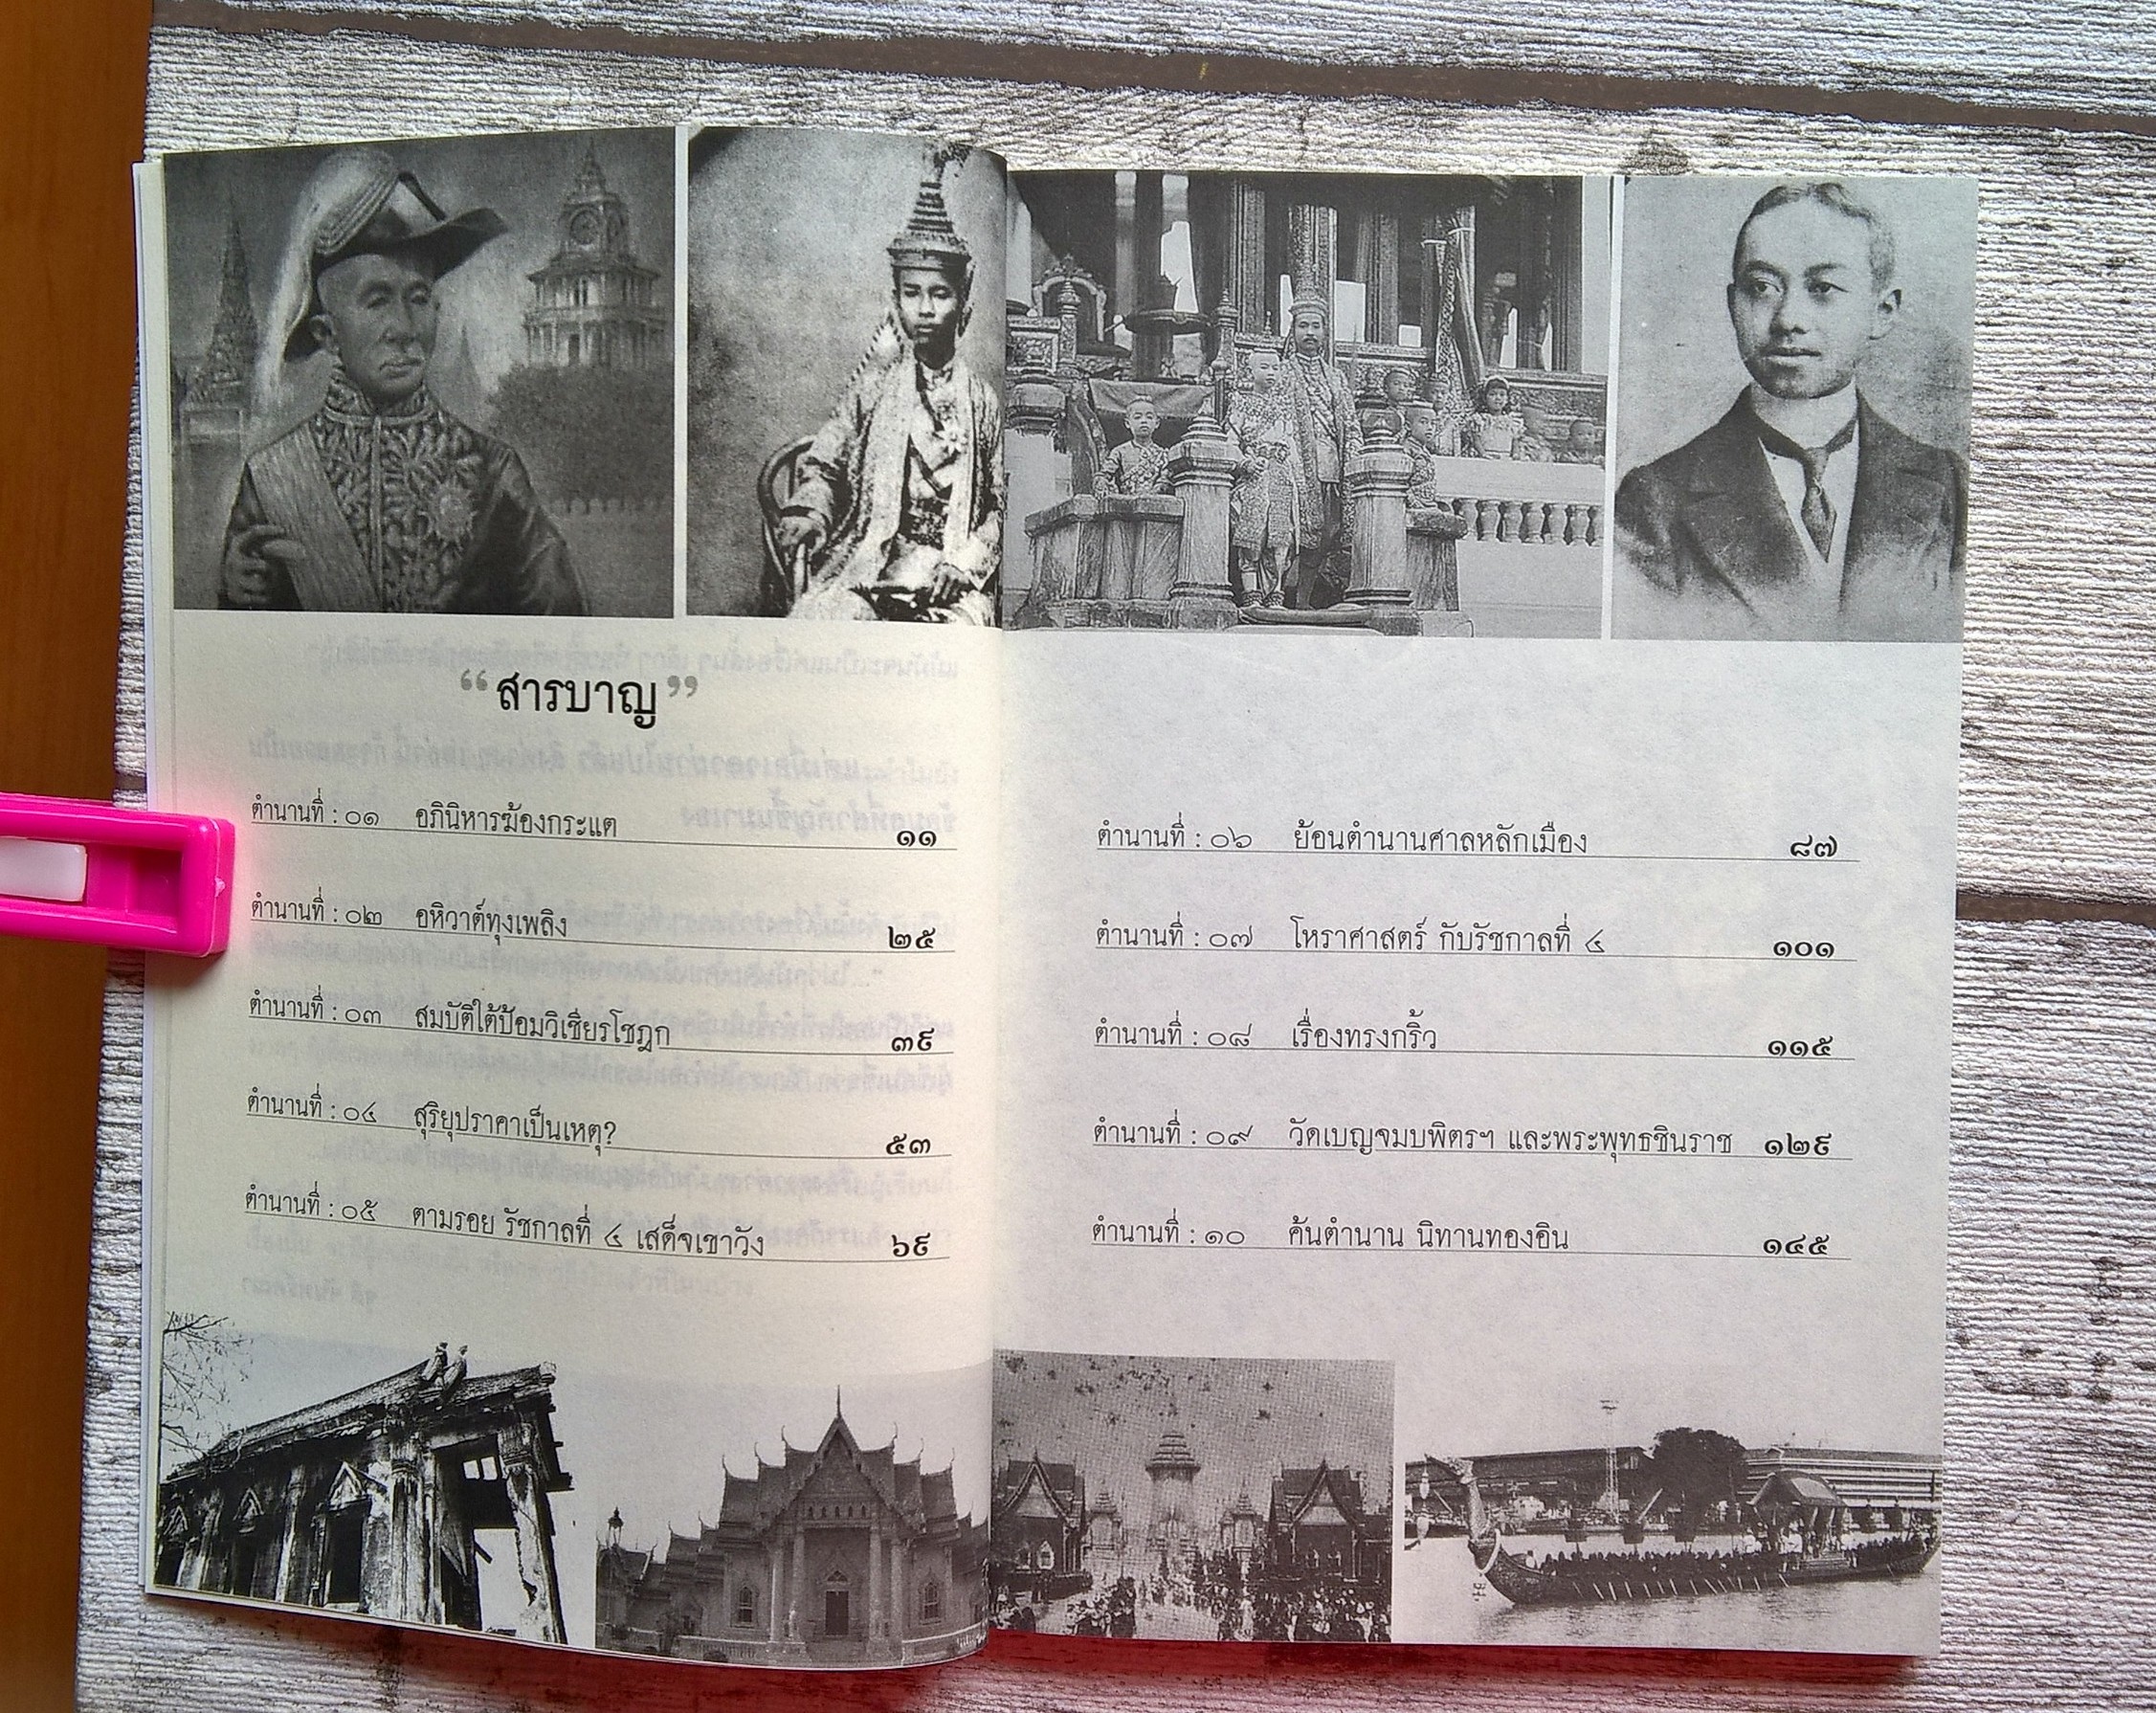 “สารบาญ”
ตำนานที่ : ๐๑ อภินิหารฆ้องกระแต ๑๑
ตำนานที่ : ๐๒ อหิวาต์ทุงเพลิง ๒๕
ตำนานที่ : ๐๓ สมบัติใต้ป้อมวิเชียรโชฎก ๓๙
ตำนานที่ : ๐๔ สุริยุปราคาเป็นเหตุ? ๕๓
ตำนานที่ : ๐๕ ตามรอย รัชกาลที่ ๔ เสด็จเขาวัง ๖๙
ตำนานที่ : ๐๖ ย้อนตำนานศาลหลักเมือง ๘๗
ตำนานที่ : ๐๗ โหราศาสตร์ กับรัชกาลที่ ๔ ๑๐๑
ตำนานที่ : ๐๘ เรื่องทรงกริ้ว ๑๑๕
ตำนานที่ : ๐๙ วัดเบญจมบพิตรฯ และพระพุทธชินราช ๑๒๙
ตำนานที่ : ๑๐ ค้นตำนาน นิทานทองอิน ๑๔๕